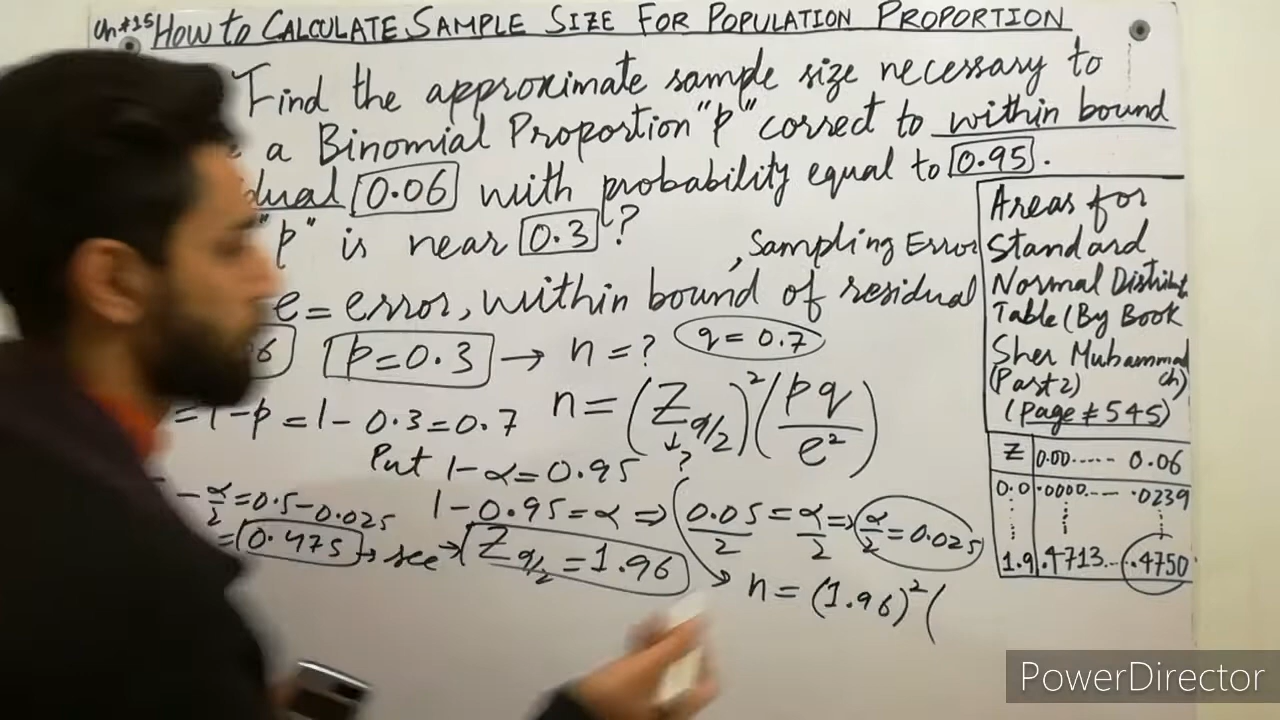 Ch#15 HOW to CALCULATE SAMPLE SIZE FOR POPULATION PROPORTION
Find the approximate sample size necessary to
a Binomial Proportion "p" correct to within bound
dual 0.06 with probability equal to 0.95.
"p" is near 0.3?
, Sampling Error
e = error, within bound of residual
6 p = 0.3 → n = ? q = 0.7
= 1 - p = 1 - 0.3 = 0.7 n = (Zα/2)² (pq/e²)
↓ ?
Put 1 - α = 0.95
- α/2 = 0.5 - 0.025 1 - 0.95 = α ⇒ 0.05/2 = α/2 ⇒ α/2 = 0.025
= 0.475 → see → Zα/2 = 1.96
n = (1.96)² (
Areas for
Standard
Normal Distribut
Table (By Book
Sher Muhammad
(Part 2) ch)
(Page # 545)
Z 0.00..... 0.06
0.0 .0000..... .0239
1.9 .4713... .4750
PowerDirector